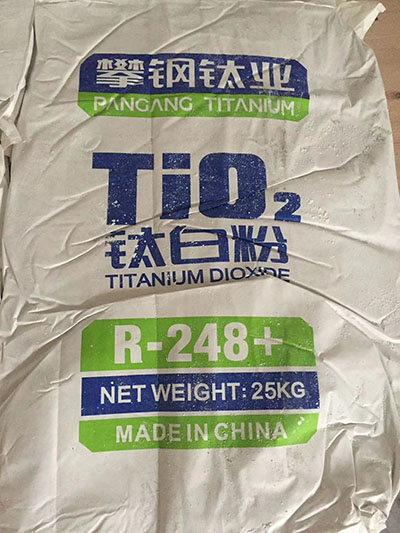 攀钢钛业
PANGANG TITANIUM
TiO₂
钛白粉
TITANIUM DIOXIDE
R-248+
NET WEIGHT: 25KG
MADE IN CHINA